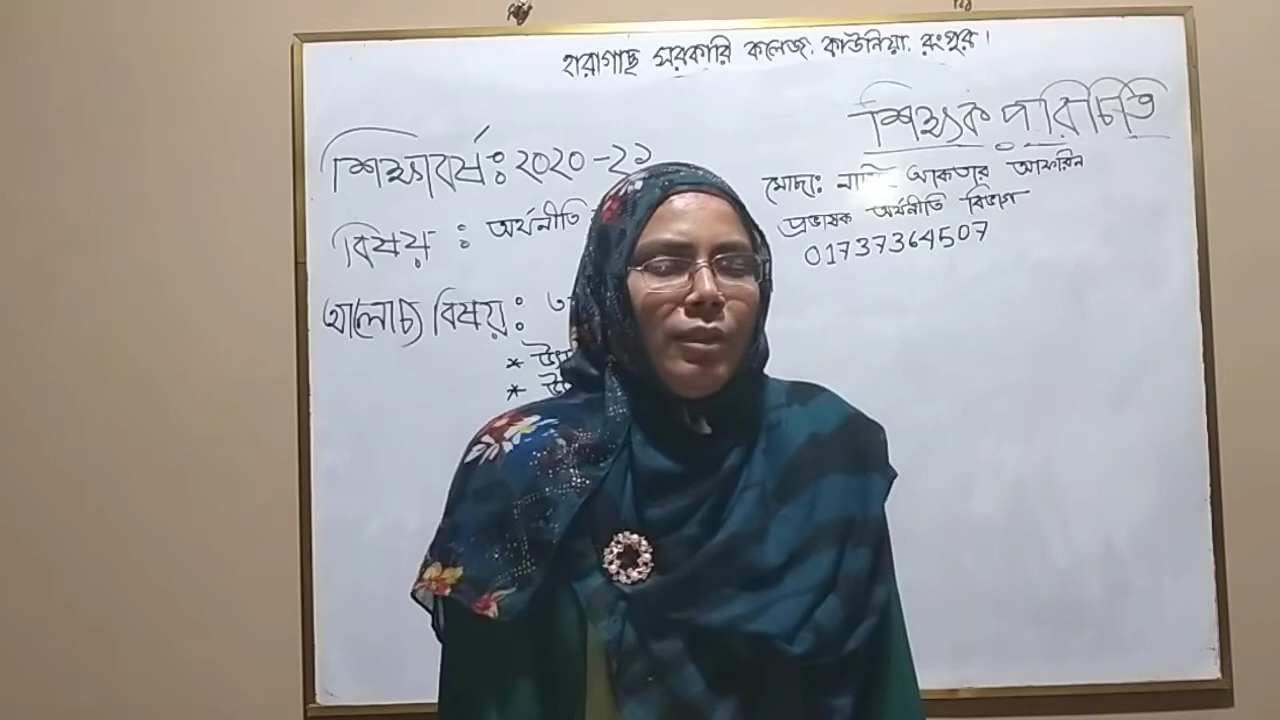 হারাগাছ সরকারি কলেজ, কাউনিয়া, রংপুর।
শিক্ষাবর্ষ: ২০২০-২১
বিষয় : অর্থনীতি
আলোচ্য বিষয় :
*
*
শিক্ষক পরিচিতি
মোছা: আকতার আফরিন
প্রভাষক অর্থনীতি বিভাগ
01737364507